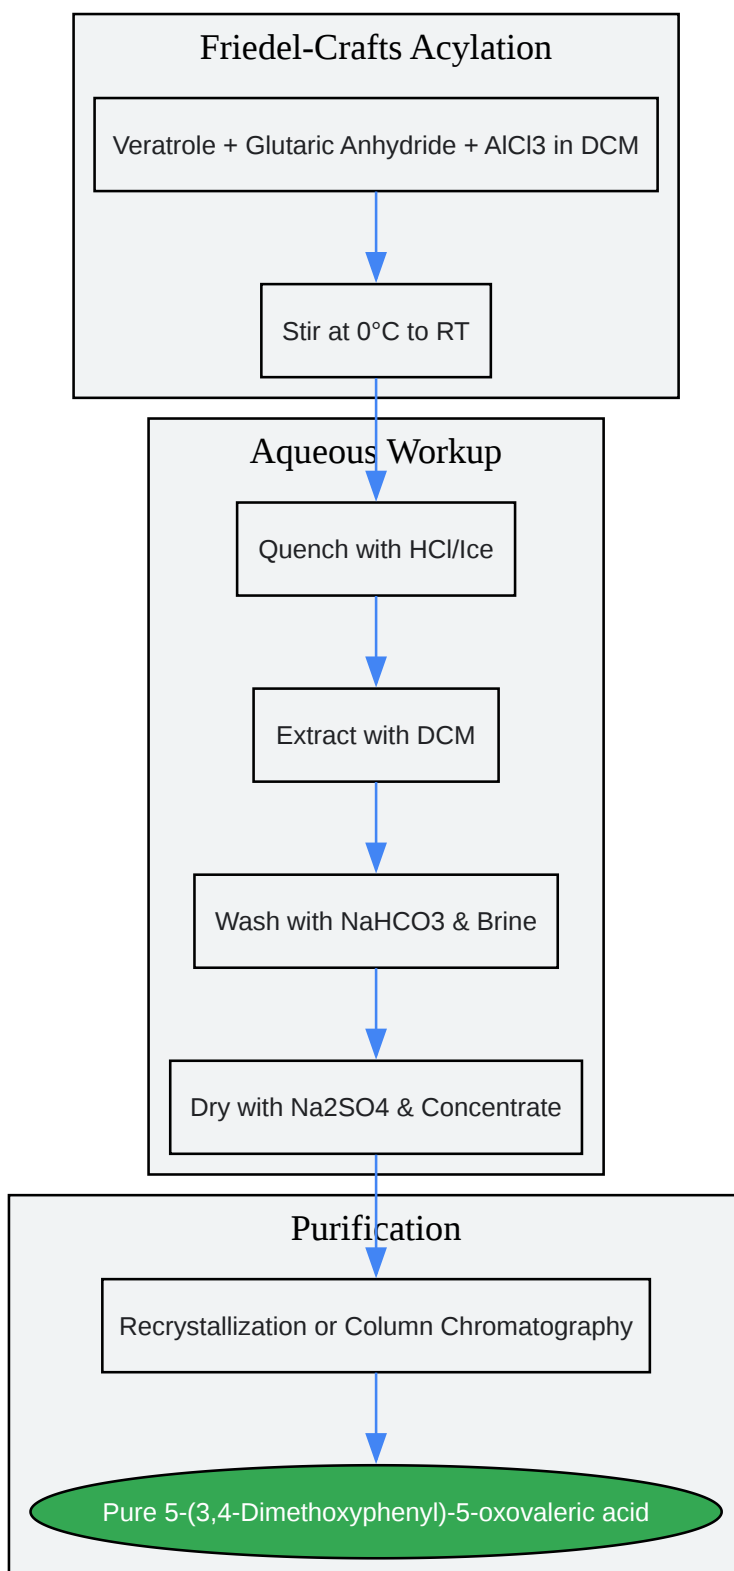 Friedel-Crafts Acylation
Veratrole + Glutaric Anhydride + AlCl3 in DCM
Stir at 0°C to RT
Aqueous Workup
Quench with HCl/Ice
Extract with DCM
Wash with NaHCO3 & Brine
Dry with Na2SO4 & Concentrate
Purification
Recrystallization or Column Chromatography
Pure 5-(3,4-Dimethoxyphenyl)-5-oxovaleric acid